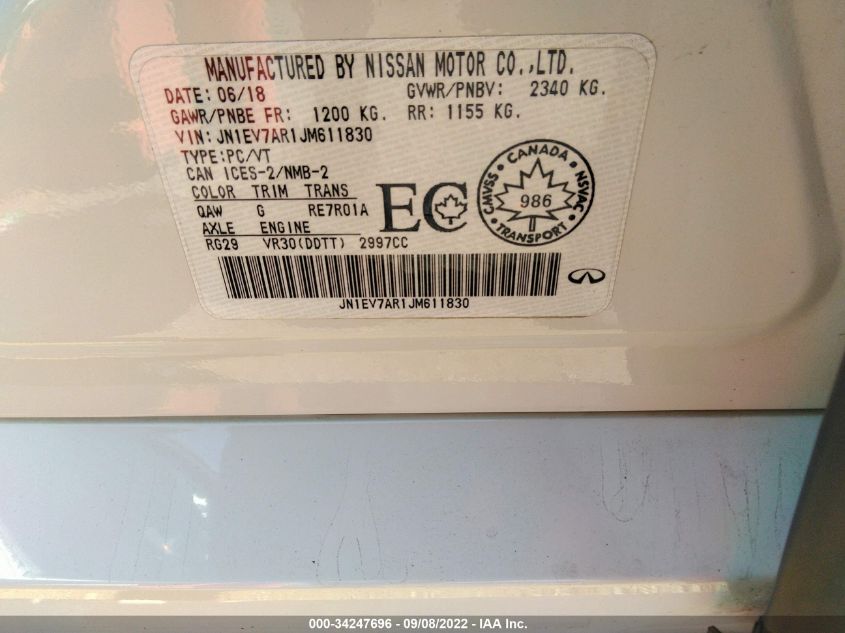 MANUFACTURED BY NISSAN MOTOR CO.,LTD.
DATE: 06/18 GVWR/PNBV: 2340 KG.
GAWR/PNBE FR: 1200 KG. RR: 1155 KG.
VIN: JN1EV7AR1JM611830
TYPE:PC/VT
CAN ICES-2/NMB-2
COLOR TRIM TRANS
QAW G RE7R01A
AXLE ENGINE
RG29 VR30(DDTT) 2997CC
EC
CANADA
CMVSS 986 NSVAC
TRANSPORT
JN1EV7AR1JM611830
000-34247696 - 09/08/2022 - IAA Inc.